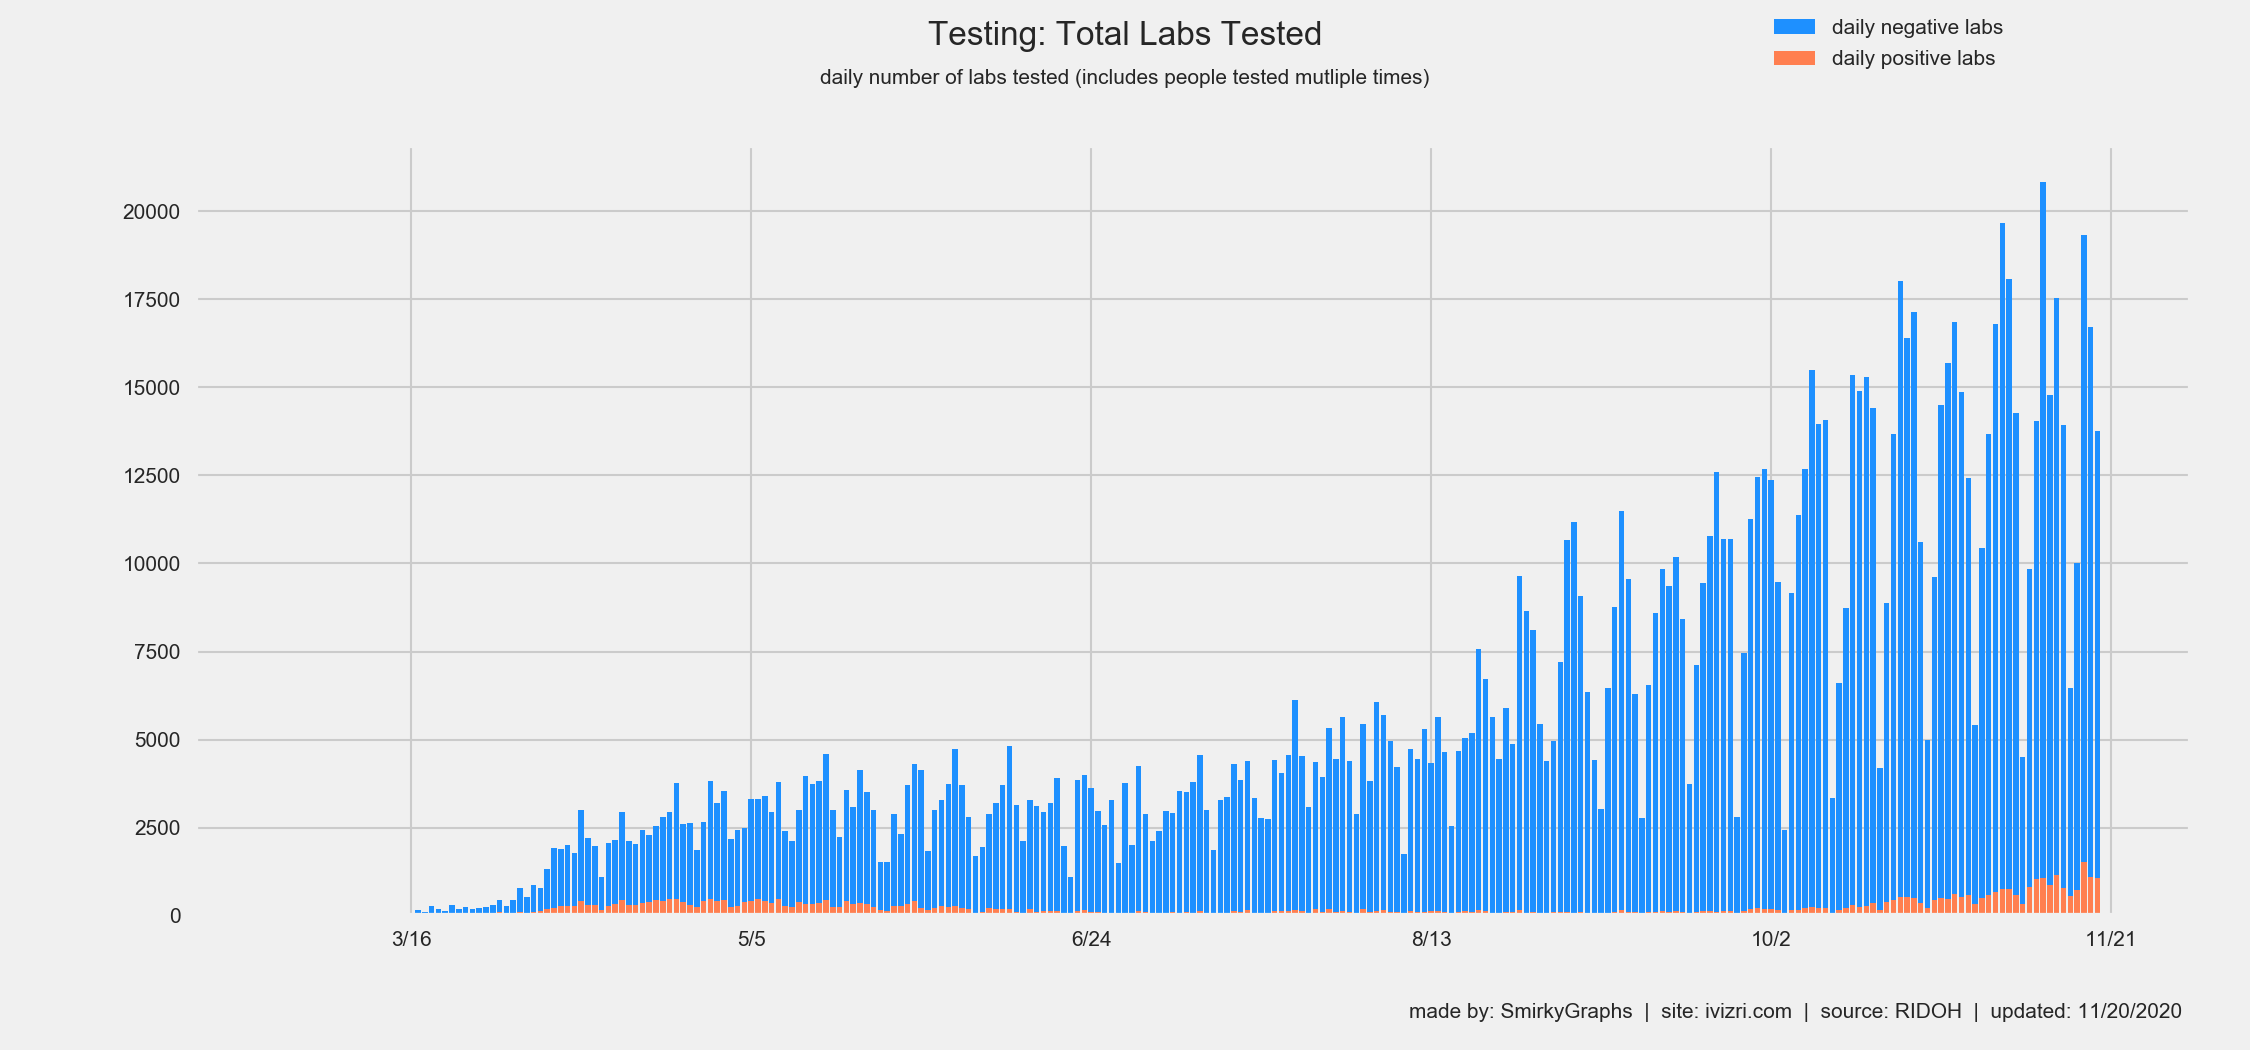 Testing: Total Labs Tested
daily number of labs tested (includes people tested mutliple times)
daily negative labs
daily positive labs
20000
17500
15000
12500
10000
7500
5000
2500
0
3/16 5/5 6/24 8/13 10/2 11/21
made by: SmirkyGraphs | site: ivizri.com | source: RIDOH | updated: 11/20/2020